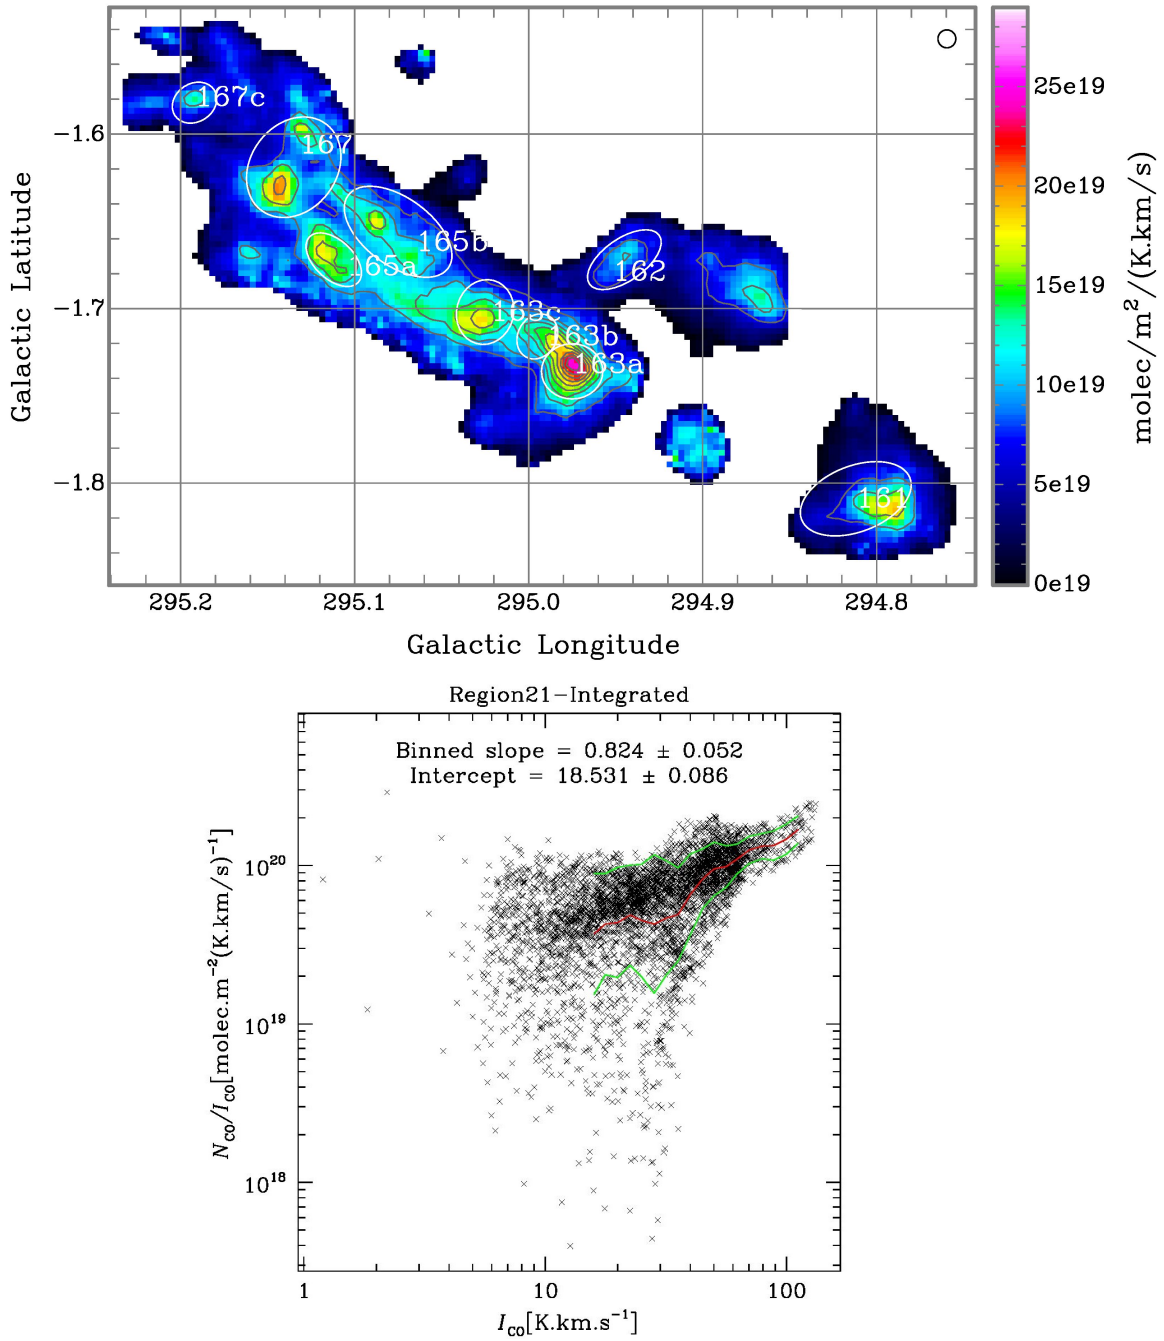 167c
25e19
−1.6
167
20e19
165b
65a
162
15e19
−1.7
163c
163b
163a
10e19
−1.8
161
5e19
0e19
295.2 295.1 295.0 294.9 294.8
Galactic Longitude
Galactic Latitude
molec/m²/(K.km/s)
Region21−Integrated
Binned slope = 0.824 ± 0.052
Intercept = 18.531 ± 0.086
10²⁰
10¹⁹
10¹⁸
N_CO/I_CO[molec.m⁻²(K.km/s)⁻¹]
1 10 100
I_CO[K.km.s⁻¹]